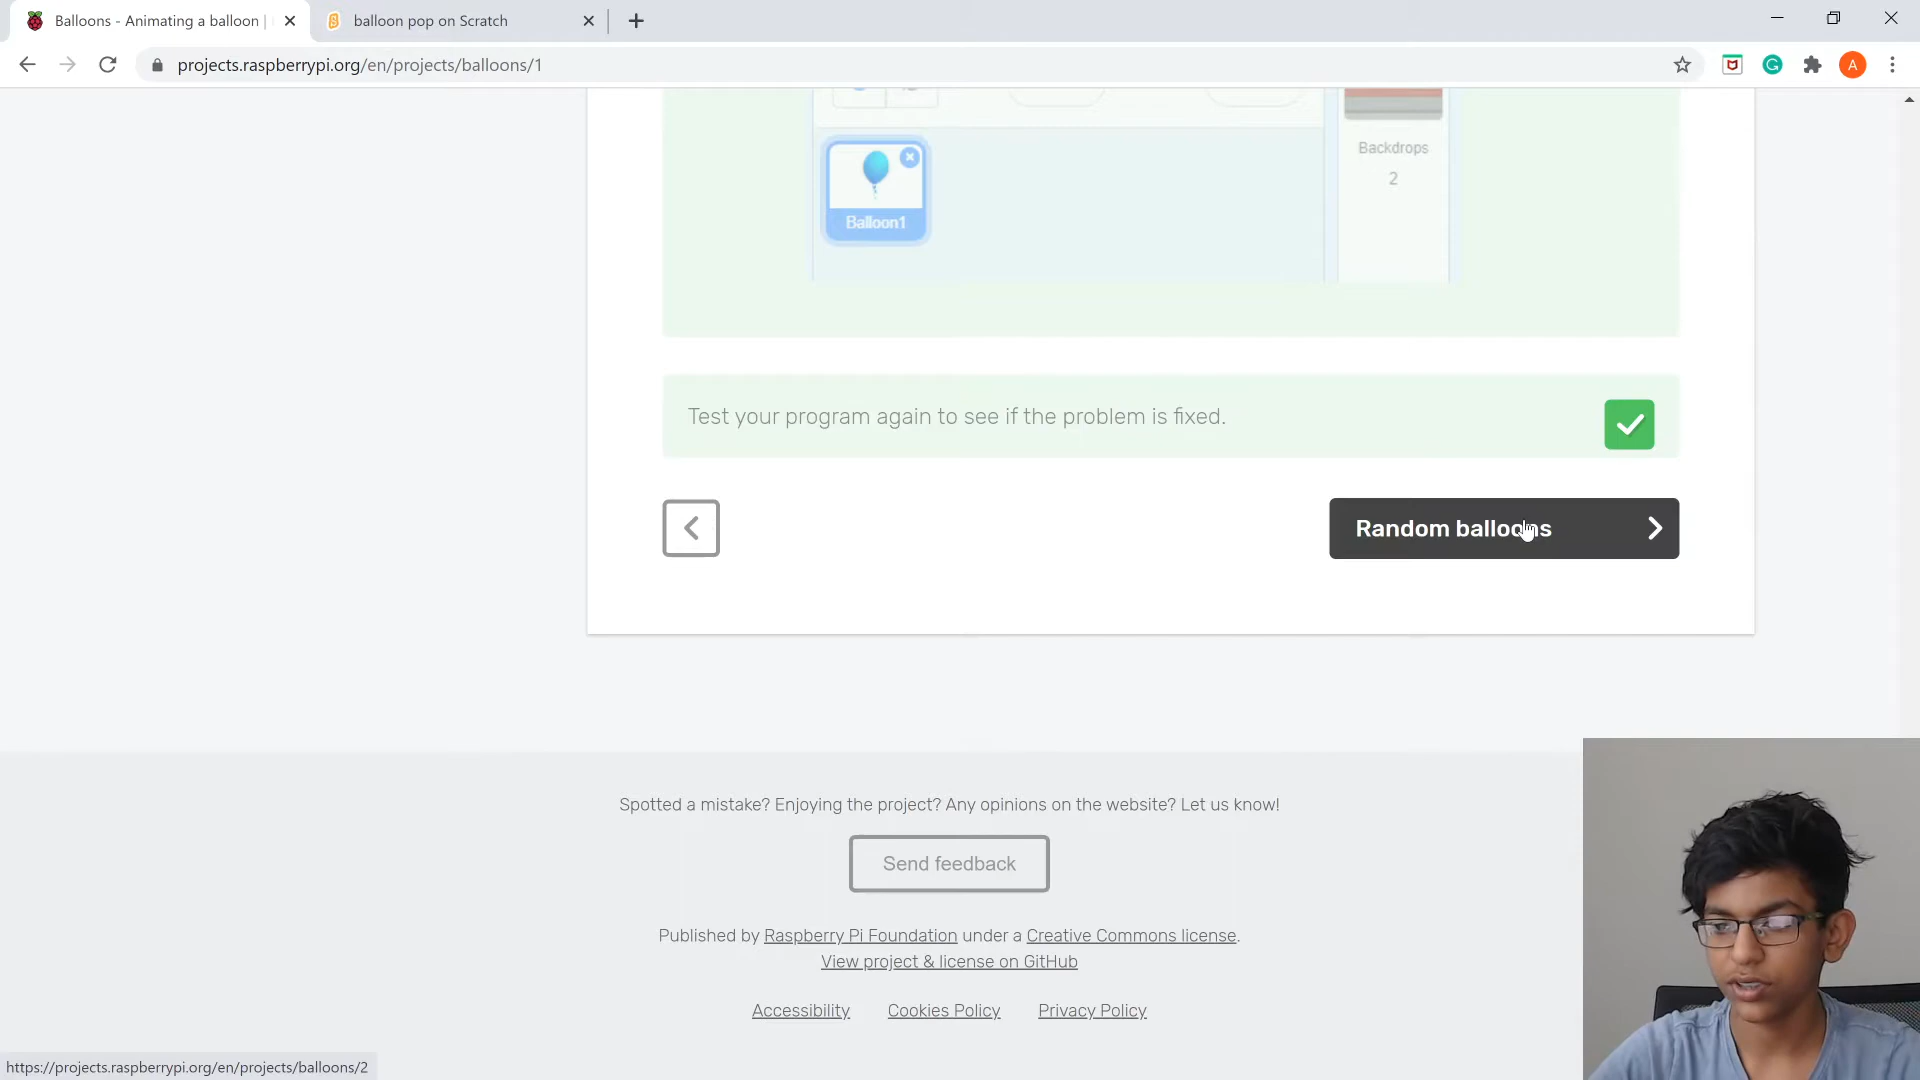 Balloons - Animating a balloon |
balloon pop on Scratch
projects.raspberrypi.org/en/projects/balloons/1
A
Backdrops
2
Balloon1
Test your program again to see if the problem is fixed.
Random balloons
Spotted a mistake? Enjoying the project? Any opinions on the website? Let us know!
Send feedback
Published by Raspberry Pi Foundation under a Creative Commons license.
View project & license on GitHub
Accessibility Cookies Policy Privacy Policy
https://projects.raspberrypi.org/en/projects/balloons/2